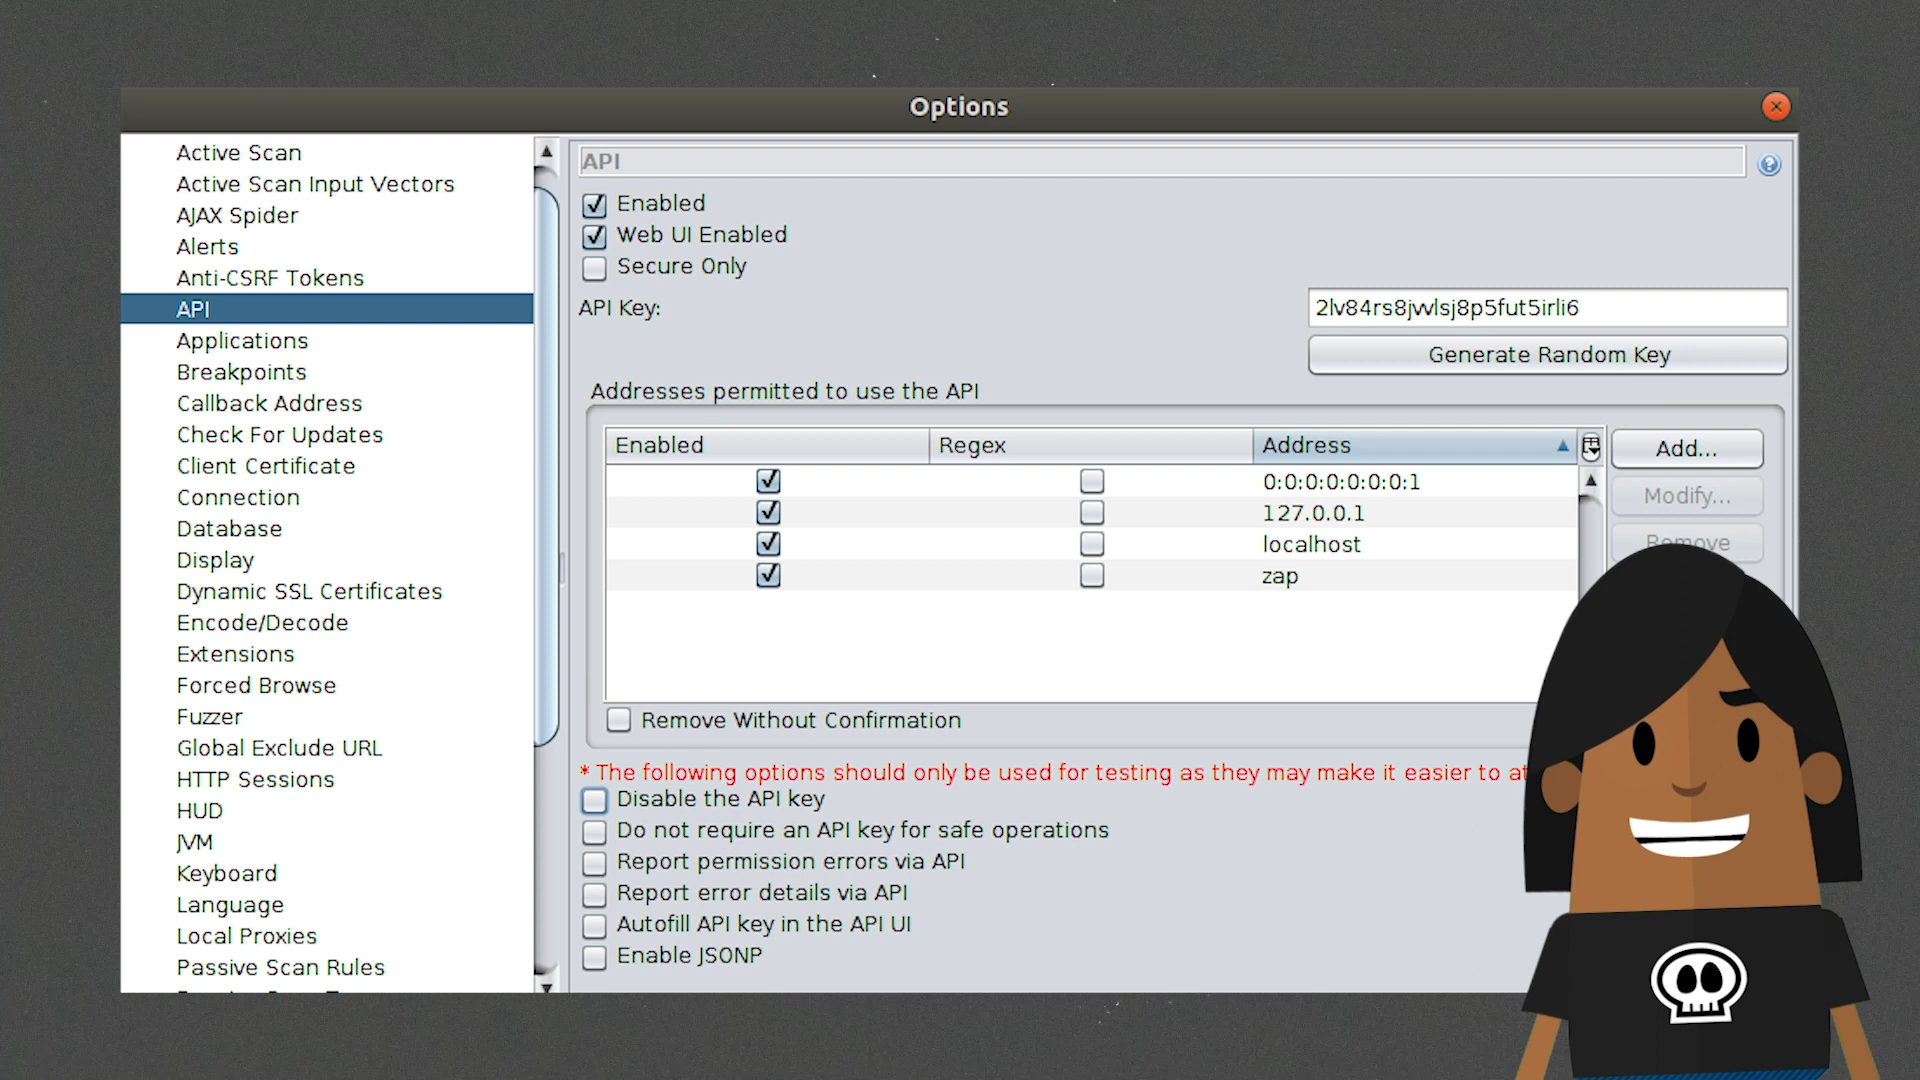 Options
Active Scan
Active Scan Input Vectors
AJAX Spider
Alerts
Anti-CSRF Tokens
API
Applications
Breakpoints
Callback Address
Check For Updates
Client Certificate
Connection
Database
Display
Dynamic SSL Certificates
Encode/Decode
Extensions
Forced Browse
Fuzzer
Global Exclude URL
HTTP Sessions
HUD
JVM
Keyboard
Language
Local Proxies
Passive Scan Rules
API
Enabled
Web UI Enabled
Secure Only
API Key: 2lv84rs8jvvlsj8p5fut5irli6
Generate Random Key
Addresses permitted to use the API
Enabled Regex Address
0:0:0:0:0:0:0:1
127.0.0.1
localhost
zap
Add...
Modify...
Remove
Remove Without Confirmation
* The following options should only be used for testing as they may make it easier to
Disable the API key
Do not require an API key for safe operations
Report permission errors via API
Report error details via API
Autofill API key in the API UI
Enable JSONP